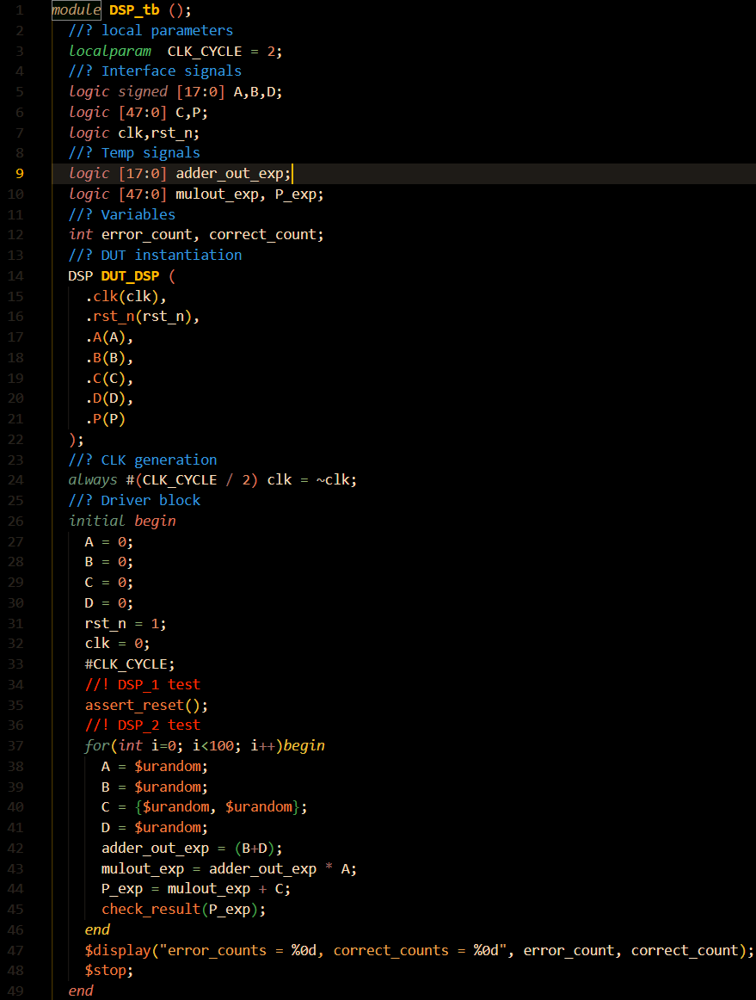 1 module DSP_tb ();
2 //? local parameters
3 localparam  CLK_CYCLE = 2;
4 //? Interface signals
5 logic signed [17:0] A,B,D;
6 logic [47:0] C,P;
7 logic clk,rst_n;
8 //? Temp signals
9 logic [17:0] adder_out_exp;
10 logic [47:0] mulout_exp, P_exp;
11 //? Variables
12 int error_count, correct_count;
13 //? DUT instantiation
14 DSP DUT_DSP (
15 .clk(clk),
16 .rst_n(rst_n),
17 .A(A),
18 .B(B),
19 .C(C),
20 .D(D),
21 .P(P)
22 );
23 //? CLK generation
24 always #(CLK_CYCLE / 2) clk = ~clk;
25 //? Driver block
26 initial begin
27 A = 0;
28 B = 0;
29 C = 0;
30 D = 0;
31 rst_n = 1;
32 clk = 0;
33 #CLK_CYCLE;
34 //! DSP_1 test
35 assert_reset();
36 //! DSP_2 test
37 for(int i=0; i<100; i++)begin
38 A = $urandom;
39 B = $urandom;
40 C = {$urandom, $urandom};
41 D = $urandom;
42 adder_out_exp = (B+D);
43 mulout_exp = adder_out_exp * A;
44 P_exp = mulout_exp + C;
45 check_result(P_exp);
46 end
47 $display("error_counts = %0d, correct_counts = %0d", error_count, correct_count);
48 $stop;
49 end